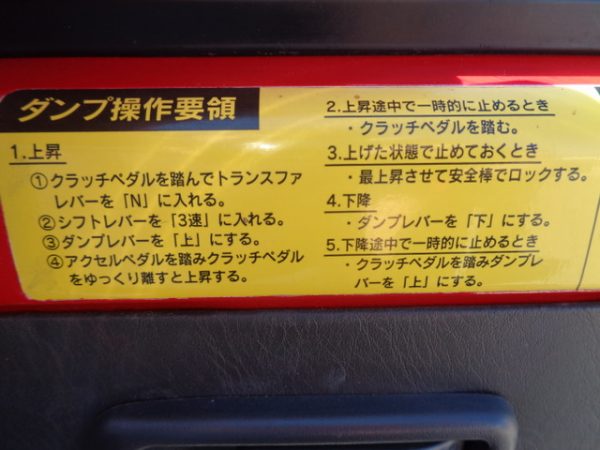 ダンプ操作要領
1.上昇
①クラッチペダルを踏んでトランスファ
レバーを「N」に入れる。
②シフトレバーを「3速」に入れる。
③ダンプレバーを「上」にする。
④アクセルペダルを踏みクラッチペダル
をゆっくり離すと上昇する。
2.上昇途中で一時的に止めるとき
・クラッチペダルを踏む。
3.上げた状態で止めておくとき
・最上昇させて安全棒でロックする。
4.下降
・ダンプレバーを「下」にする。
5.下降途中で一時的に止めるとき
・クラッチペダルを踏みダンプレ
バーを「上」にする。